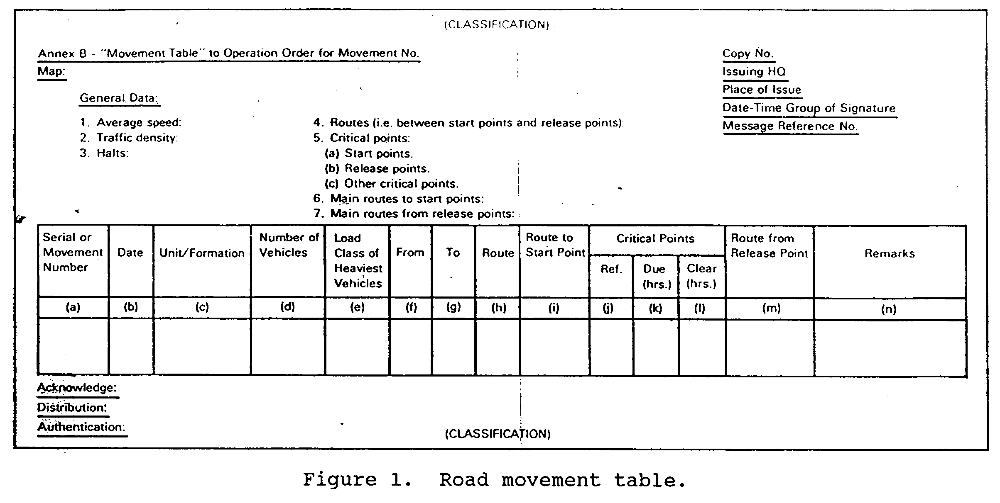 (CLASSIFICATION)
Annex B - "Movement Table" to Operation Order for Movement No.
Map:
Copy No.
Issuing HQ
Place of Issue
Date-Time Group of Signature
Message Reference No.
General Data:
1. Average speed:
2. Traffic density:
3. Halts:
4. Routes (i.e. between start points and release points):
5. Critical points:
(a) Start points.
(b) Release points.
(c) Other critical points.
6. Main routes to start points:
7. Main routes from release points:
Serial or
Movement
Number
Date
Unit/Formation
Number of
Vehicles
Load
Class of
Heaviest
Vehicles
From
To
Route
Route to
Start Point
Critical Points
Ref.
Due
(hrs.)
Clear
(hrs.)
Route from
Release Point
Remarks
(a) (b) (c) (d) (e) (f) (g) (h) (i) (j) (k) (l) (m) (n)
Acknowledge:
Distribution:
Authentication:
(CLASSIFICATION)
Figure 1. Road movement table.